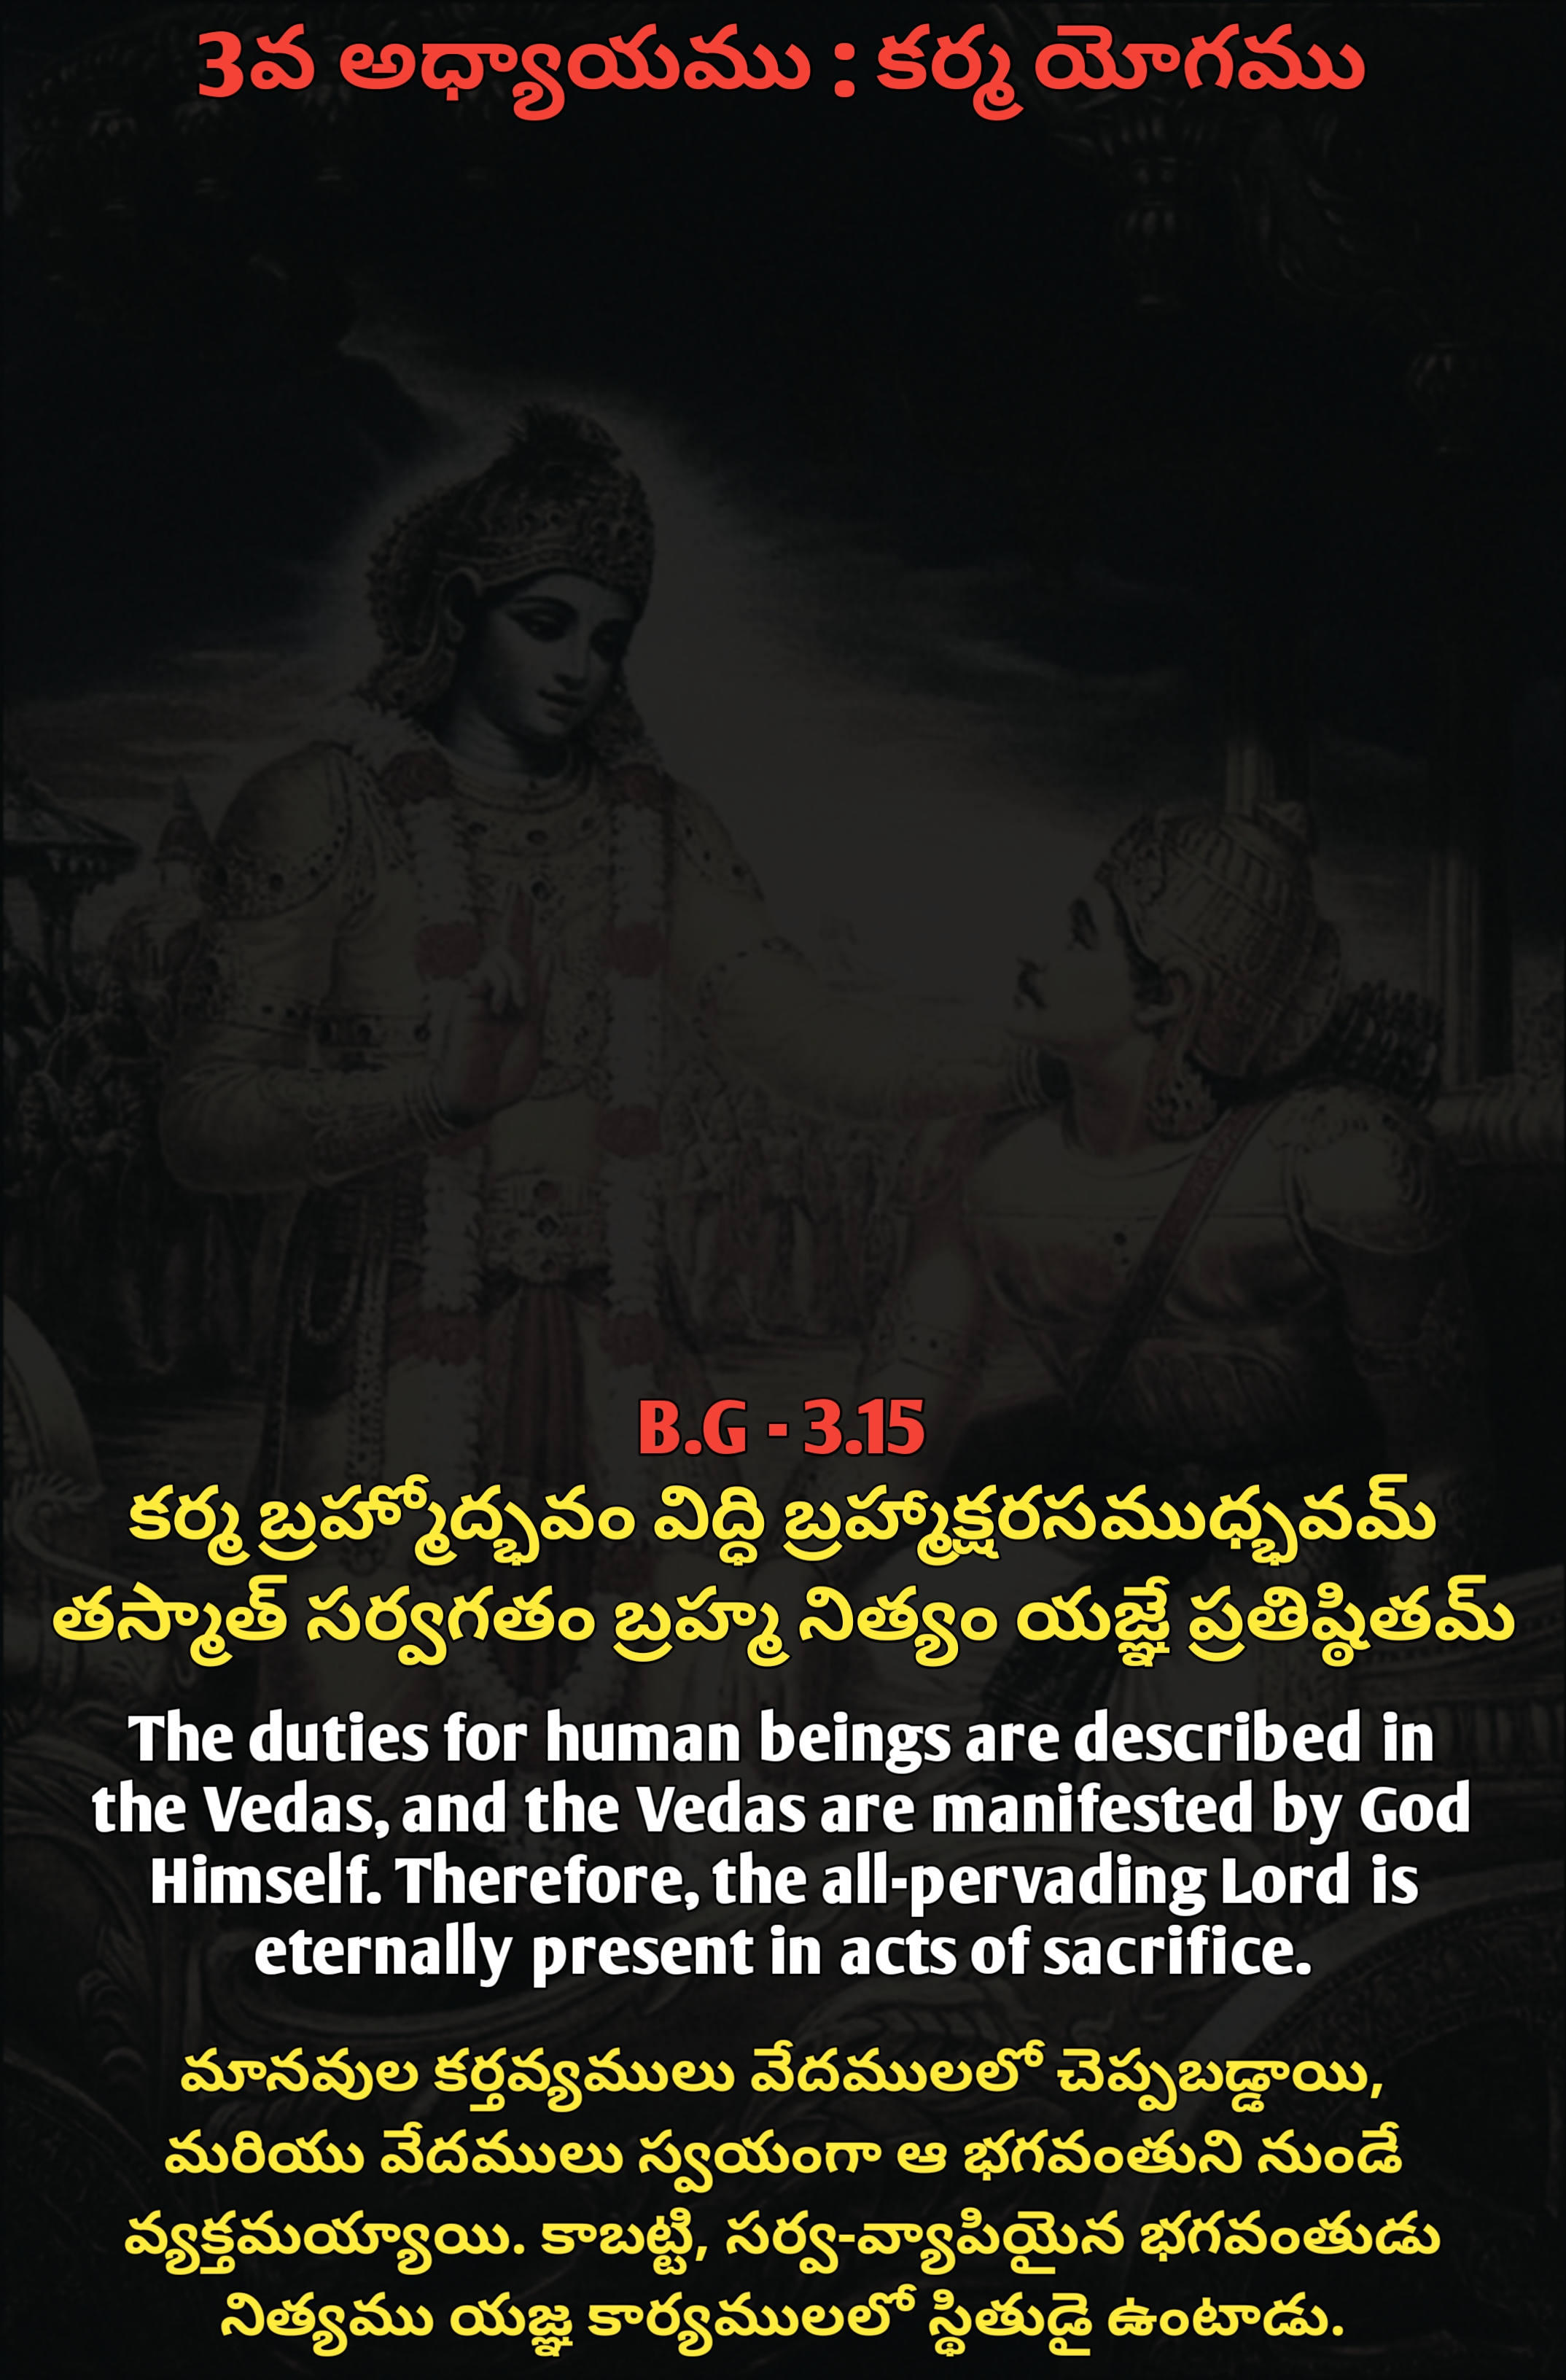 3వ అధ్యాయము : కర్మ యోగము
B.G - 3.15
కర్మ బ్రహ్మోద్భవం విద్ధి బ్రహ్మాక్షరసముధ్భవమ్
తస్మాత్ సర్వగతం బ్రహ్మ నిత్యం యజ్ఞే ప్రతిష్ఠితమ్
The duties for human beings are described in
the Vedas, and the Vedas are manifested by God
Himself. Therefore, the all-pervading Lord is
eternally present in acts of sacrifice.
మానవుల కర్తవ్యములు వేదములలో చెప్పబడ్డాయి,
మరియు వేదములు స్వయంగా ఆ భగవంతుని నుండే
వ్యక్తమయ్యాయి. కాబట్టి, సర్వ-వ్యాపియైన భగవంతుడు
నిత్యము యజ్ఞ కార్యములలో స్థితుడై ఉంటాడు.